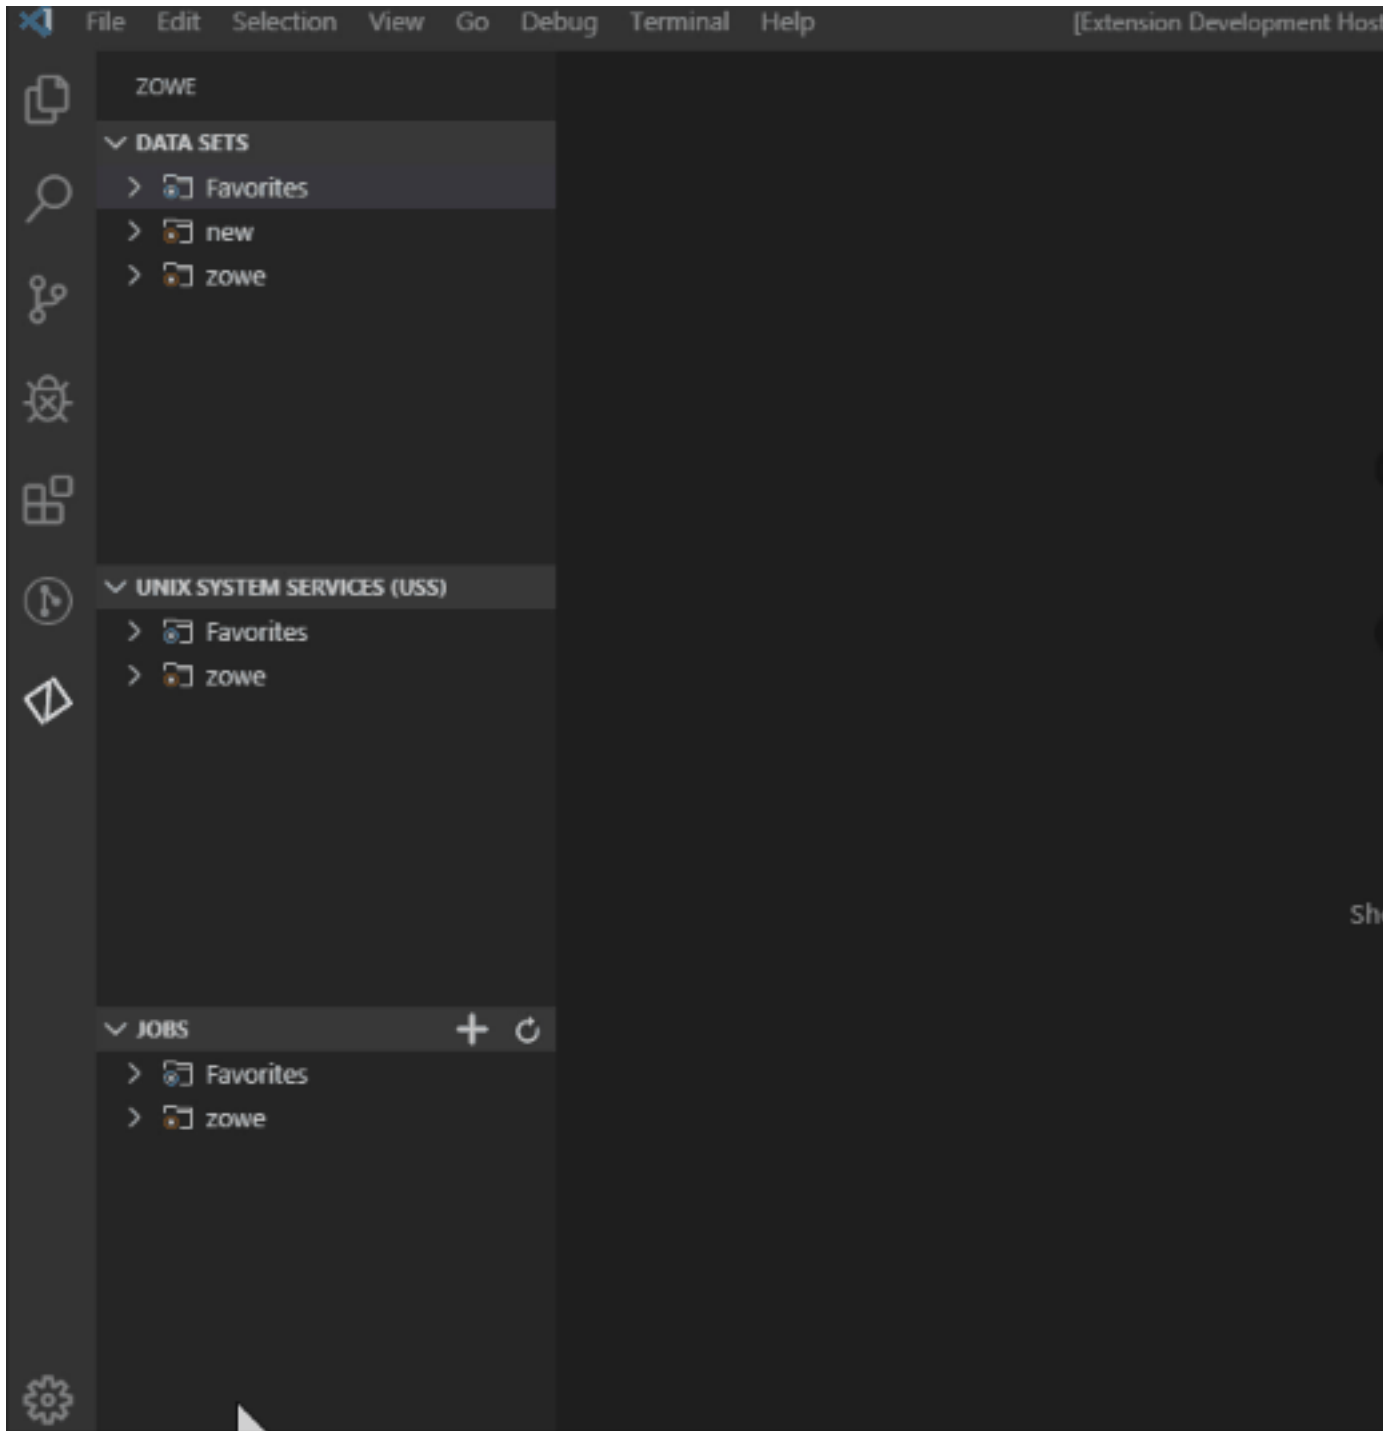 File Edit Selection View Go Debug Terminal Help [Extension Development Host
ZOWE
DATA SETS
Favorites
new
zowe
UNIX SYSTEM SERVICES (USS)
Favorites
zowe
Sh
JOBS
Favorites
zowe